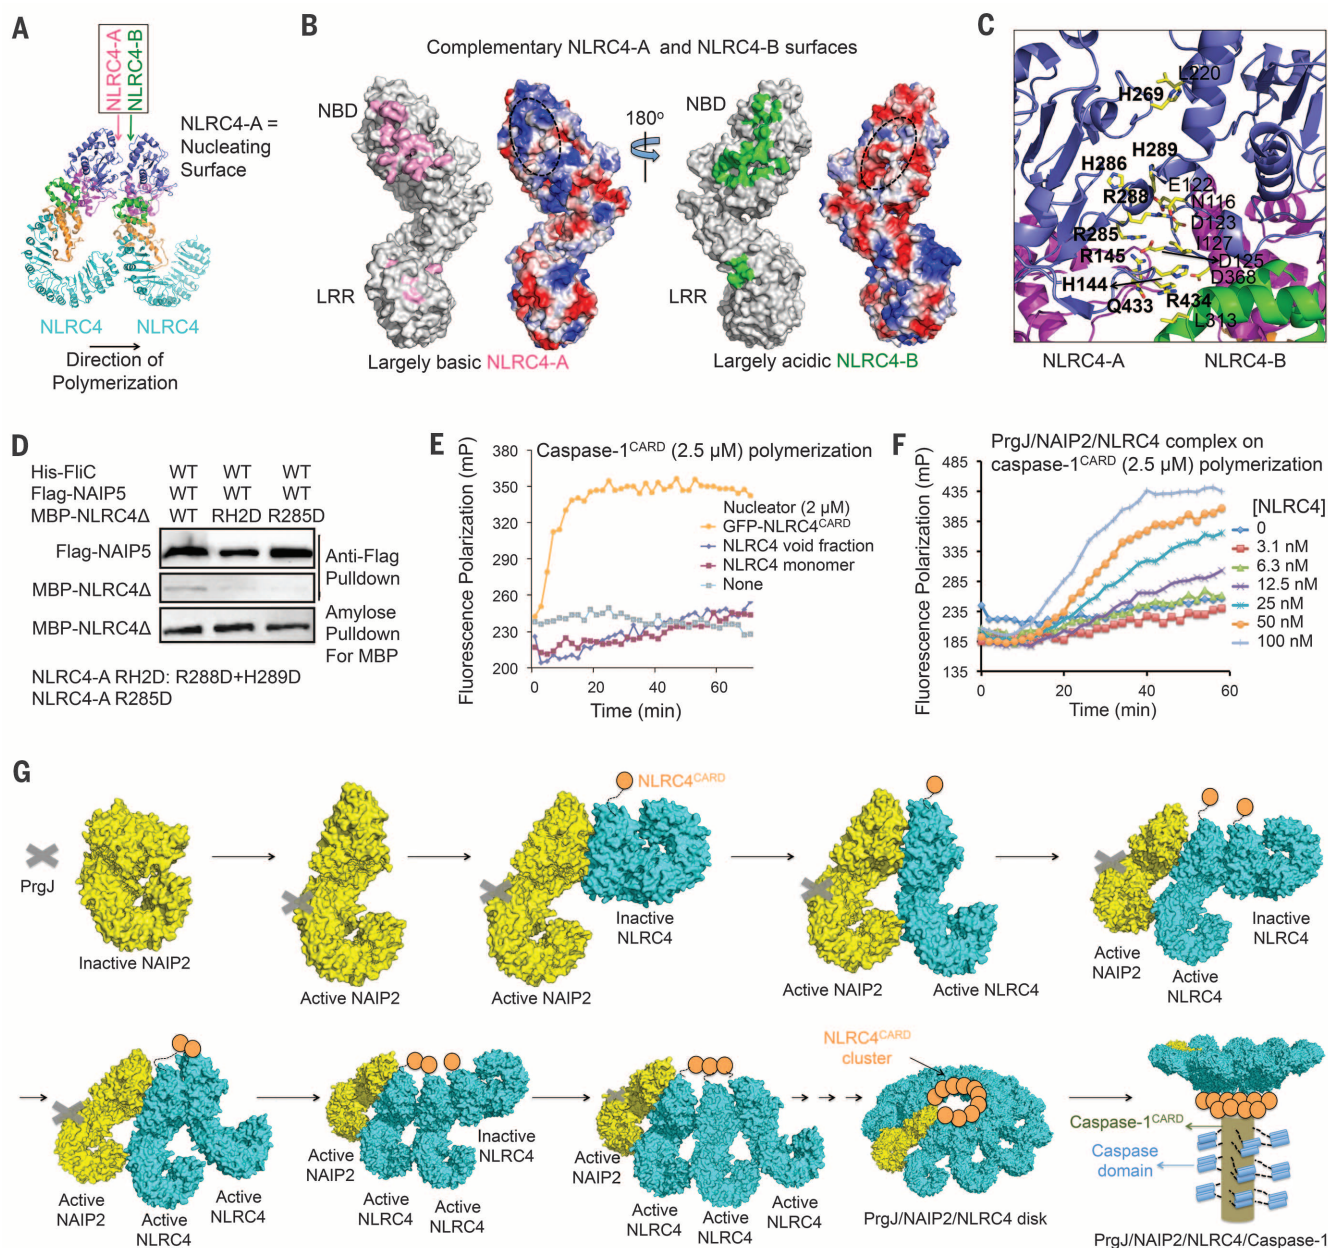 A
NLRC4-A
NLRC4-B
NLRC4-A =
Nucleating
Surface
NLRC4 NLRC4
Direction of
Polymerization
B
Complementary NLRC4-A and NLRC4-B surfaces
NBD
LRR
180°
NBD
LRR
Largely basic NLRC4-A
Largely acidic NLRC4-B
C
L220
H269
H286
H289
R288
E122
N116
D123
R285
I127
R145
D125
D368
H144
R434
Q433
L313
NLRC4-A NLRC4-B
D
His-FliC WT WT WT
Flag-NAIP5 WT WT WT
MBP-NLRC4Δ WT RH2D R285D
Flag-NAIP5
MBP-NLRC4Δ
Anti-Flag
Pulldown
MBP-NLRC4Δ
Amylose
Pulldown
For MBP
NLRC4-A RH2D: R288D+H289D
NLRC4-A R285D
E
Caspase-1CARD (2.5 µM) polymerization
Fluorescence Polarization (mP)
380
350
320
290
260
230
200
Nucleator (2 µM)
GFP-NLRC4CARD
NLRC4 void fraction
NLRC4 monomer
None
0 20 40 60
Time (min)
F
PrgJ/NAIP2/NLRC4 complex on
caspase-1CARD (2.5 µM) polymerization
Fluorescence Polarization (mP)
485
435
385
335
285
235
185
135
[NLRC4]
0
3.1 nM
6.3 nM
12.5 nM
25 nM
50 nM
100 nM
0 20 40 60
Time (min)
G
PrgJ
Inactive NAIP2
Active NAIP2
NLRC4CARD
Inactive
NLRC4
Active NAIP2
Active NAIP2
Active NLRC4
Inactive
NLRC4
Active
NAIP2
Active
NLRC4
Active
NAIP2
Active
NLRC4
Active
NLRC4
Inactive
NLRC4
Active
NAIP2
Active
NLRC4
Active
NLRC4
Active
NAIP2
Active
NLRC4
Active
NLRC4
Active
NLRC4
NLRC4CARD
cluster
PrgJ/NAIP2/NLRC4 disk
Caspase-1CARD
Caspase
domain
PrgJ/NAIP2/NLRC4/Caspase-1